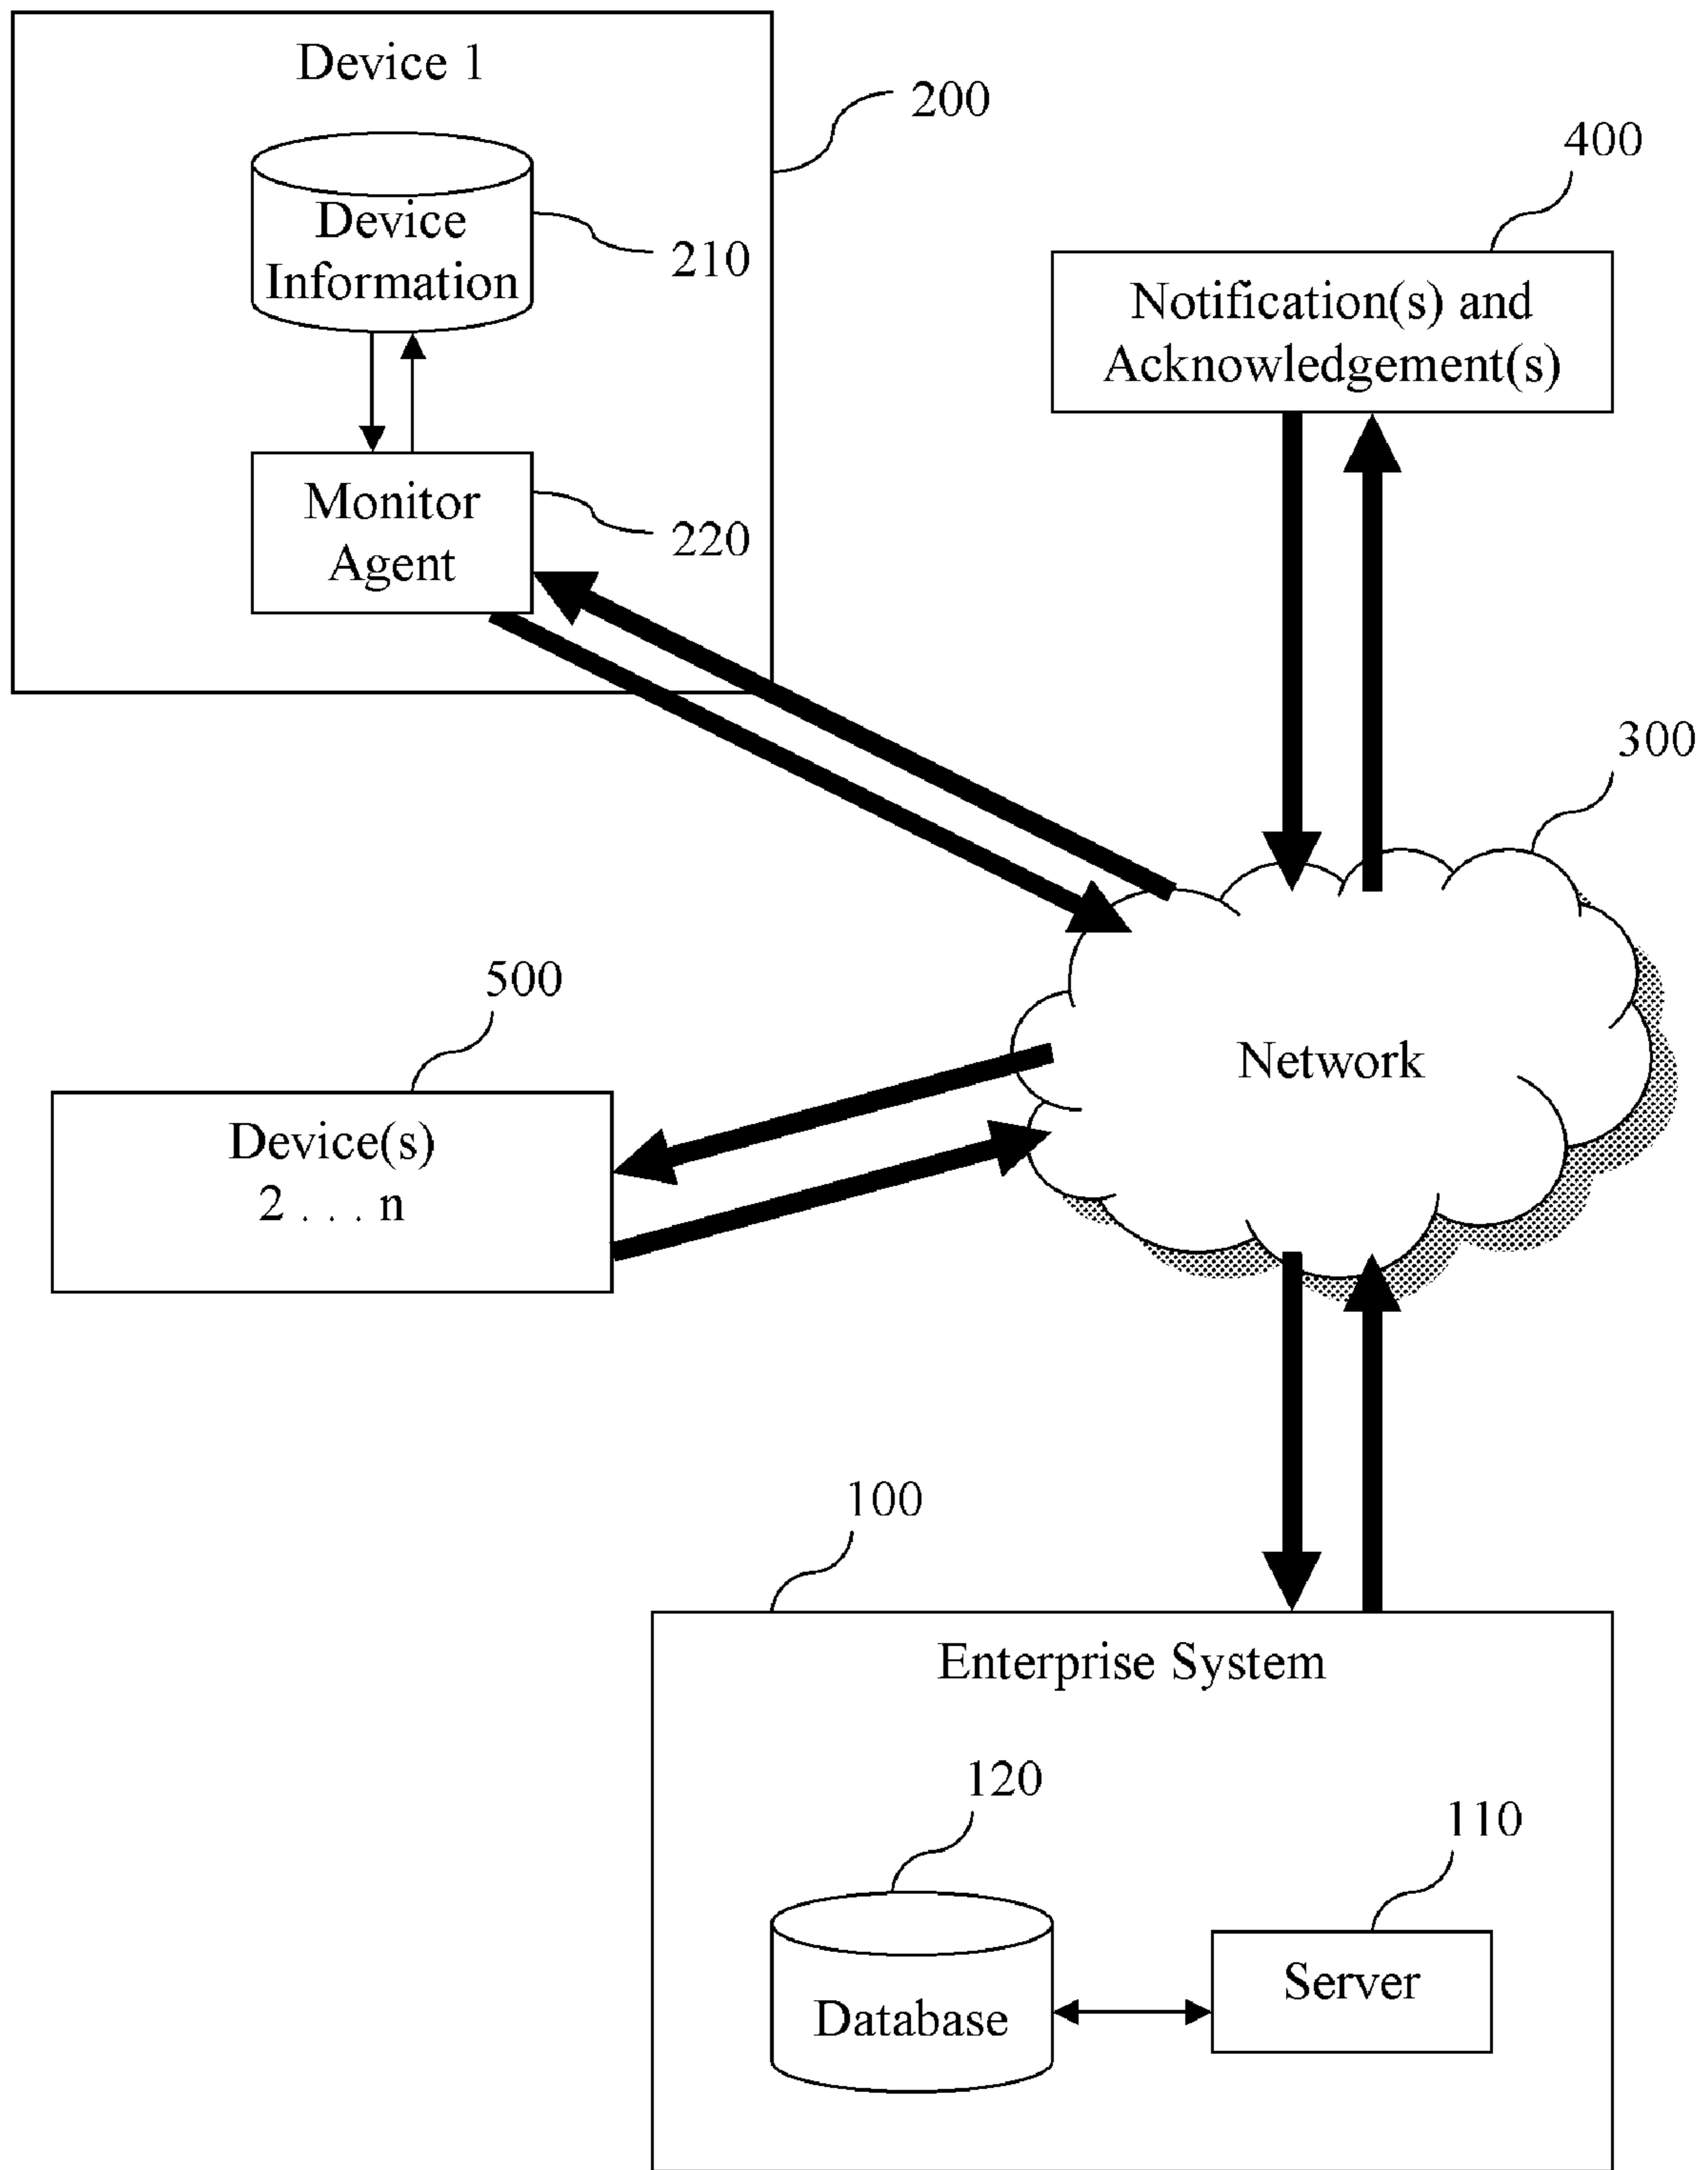 Device 1
200
Device
Information
210
Monitor
Agent
220
400
Notification(s) and
Acknowledgement(s)
300
Network
500
Device(s)
2 . . . n
100
Enterprise System
120
Database
110
Server